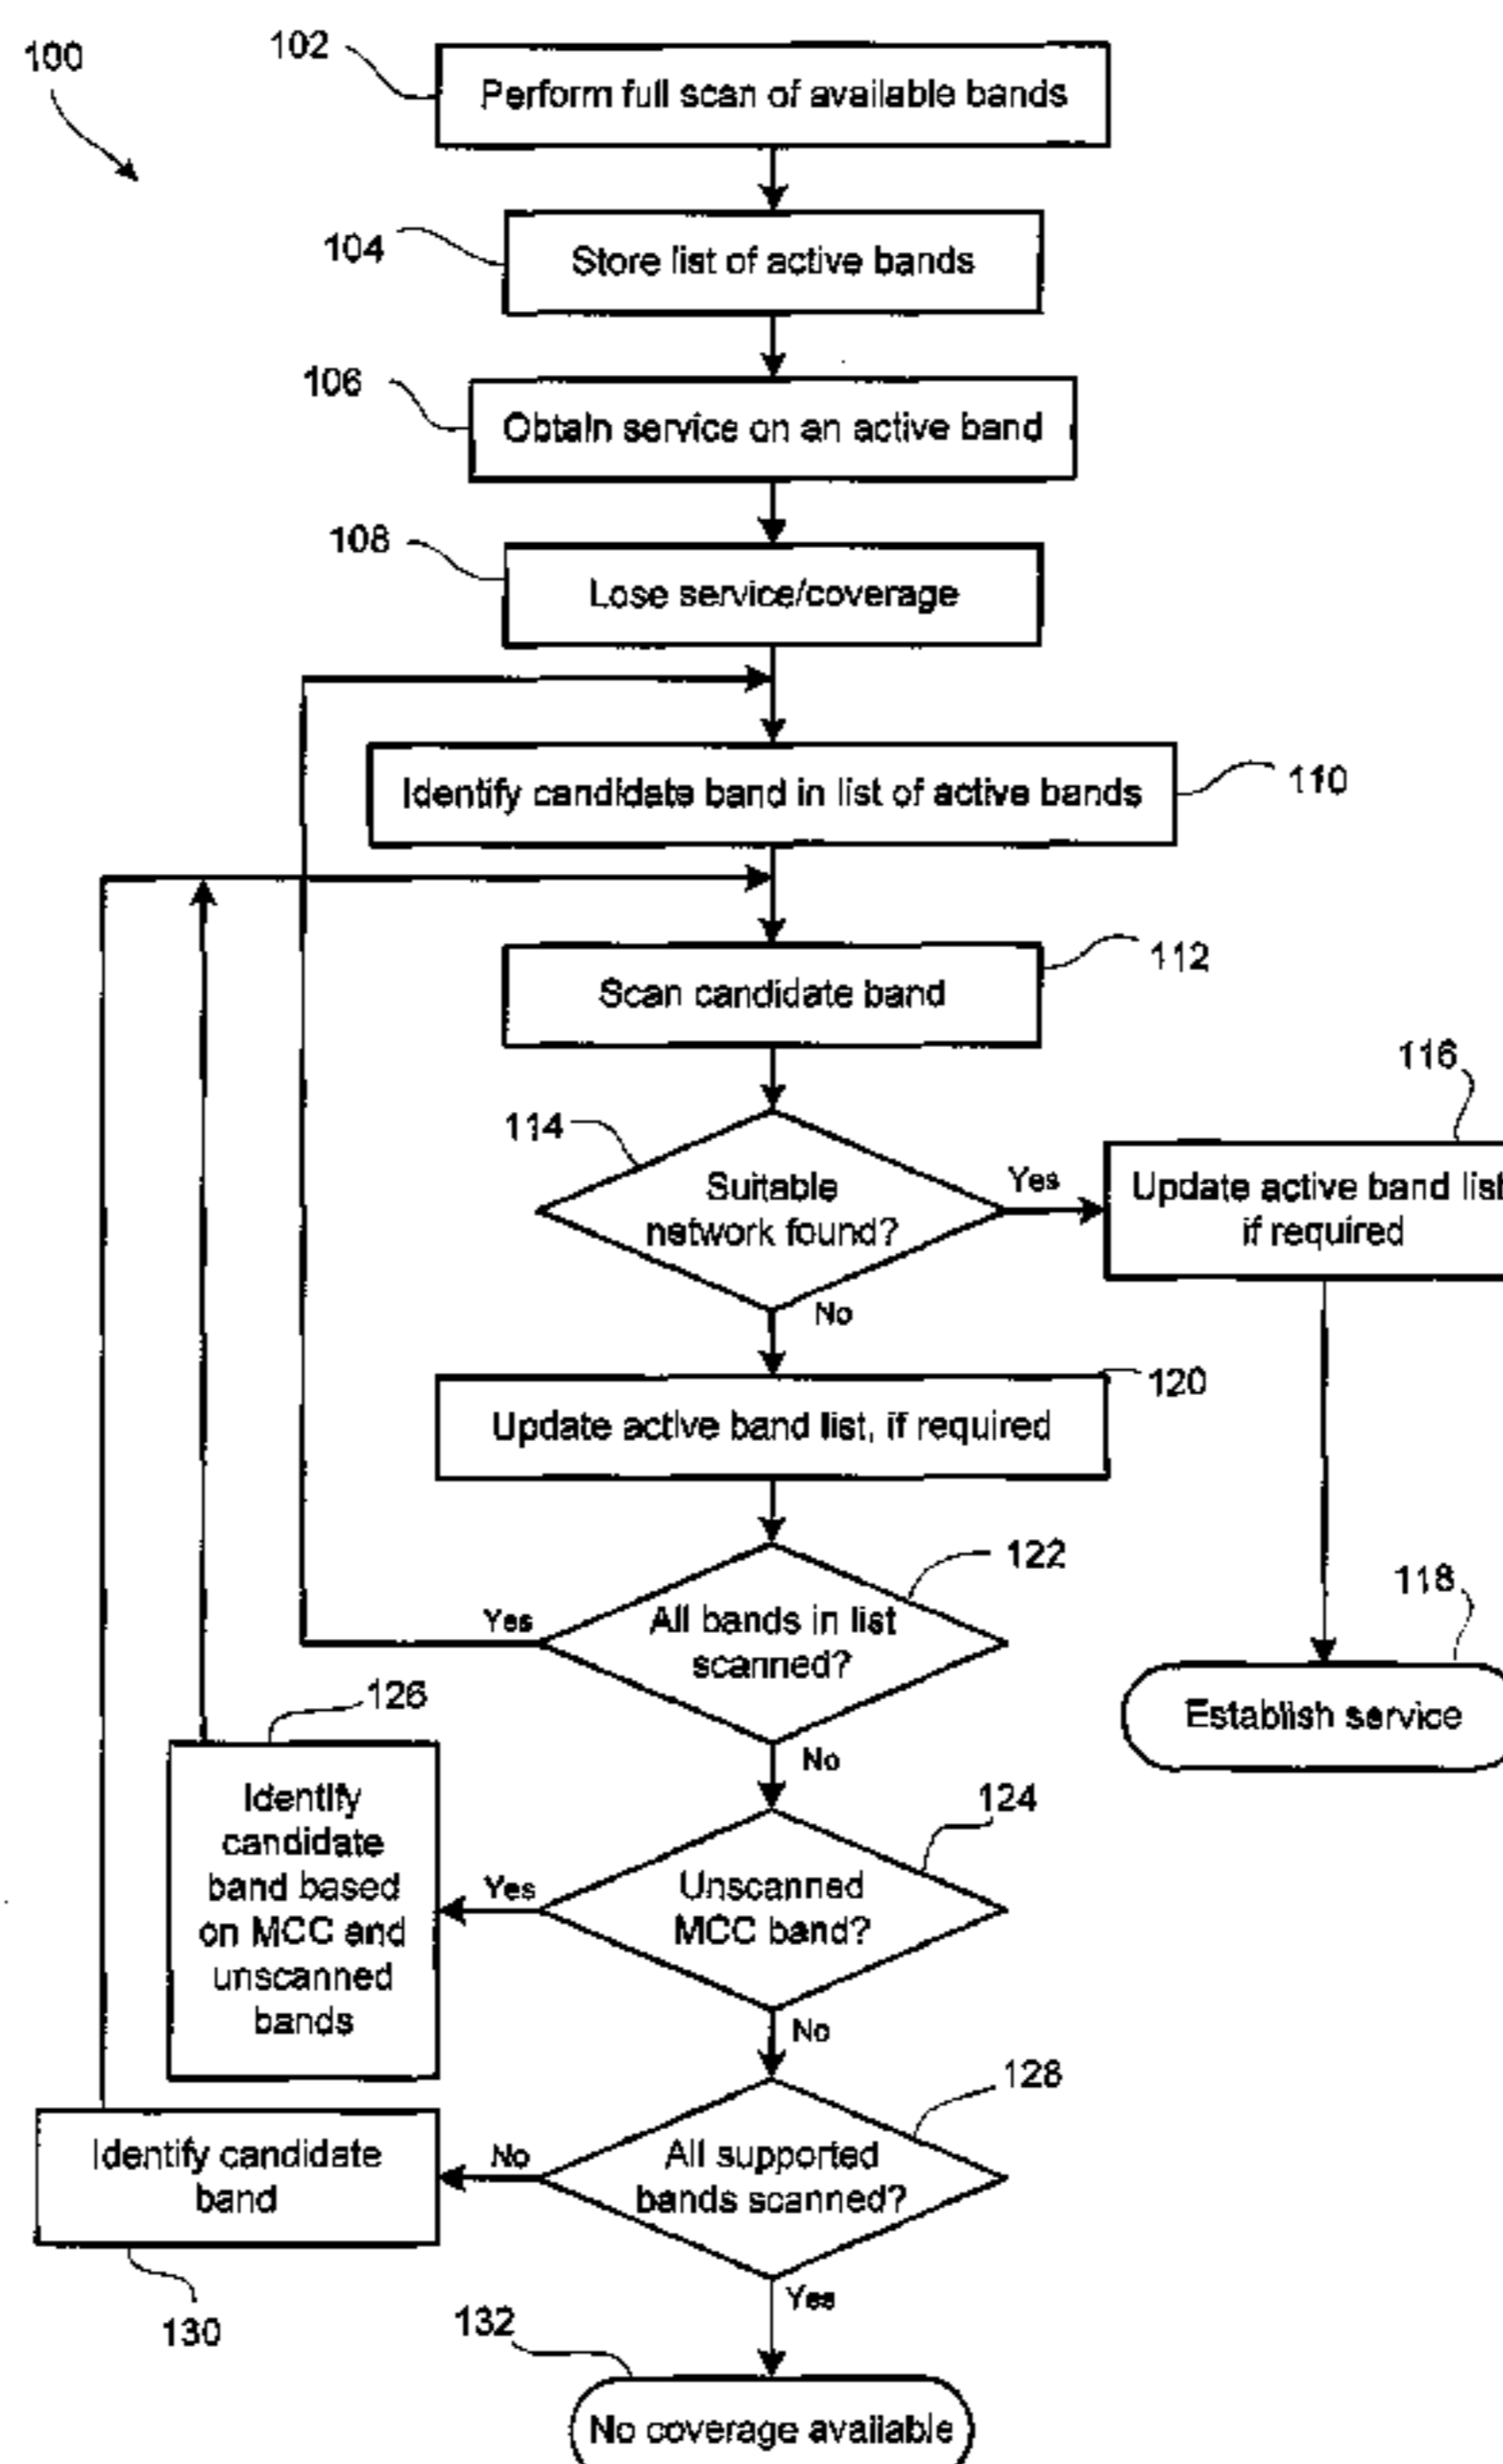 100
102
Perform full scan of available bands
104
Store list of active bands
106
Obtain service on an active band
108
Lose service/coverage
Identify candidate band in list of active bands
110
Scan candidate band
112
114
Suitable
network found?
Yes
No
116
Update active band list
if required
120
Update active band list, if required
122
All bands in list
scanned?
Yes
No
118
Establish service
126
Identify
candidate
band based
on MCC and
unscanned
bands
124
Unscanned
MCC band?
Yes
No
128
All supported
bands scanned?
No
Yes
Identify candidate
band
130
132
No coverage available